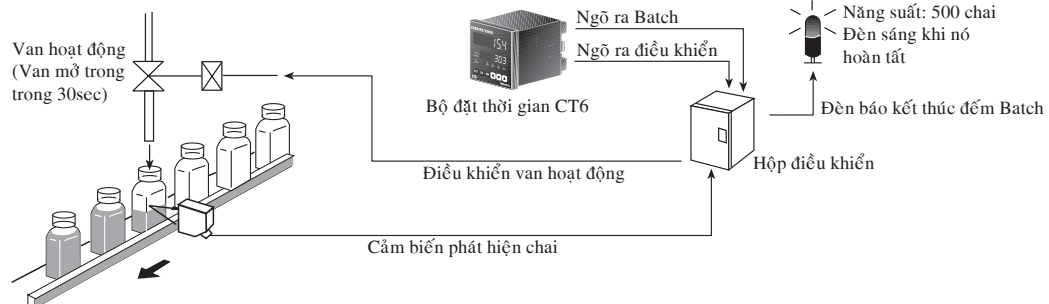 Van hoạt động
(Van mở trong
trong 30sec)
Ngõ ra Batch
Ngõ ra điều khiển
Bộ đặt thời gian CT6
Năng suất: 500 chai
Đèn sáng khi nó
hoàn tất
Đèn báo kết thúc đếm Batch
Hộp điều khiển
Điều khiển van hoạt động
Cảm biến phát hiện chai